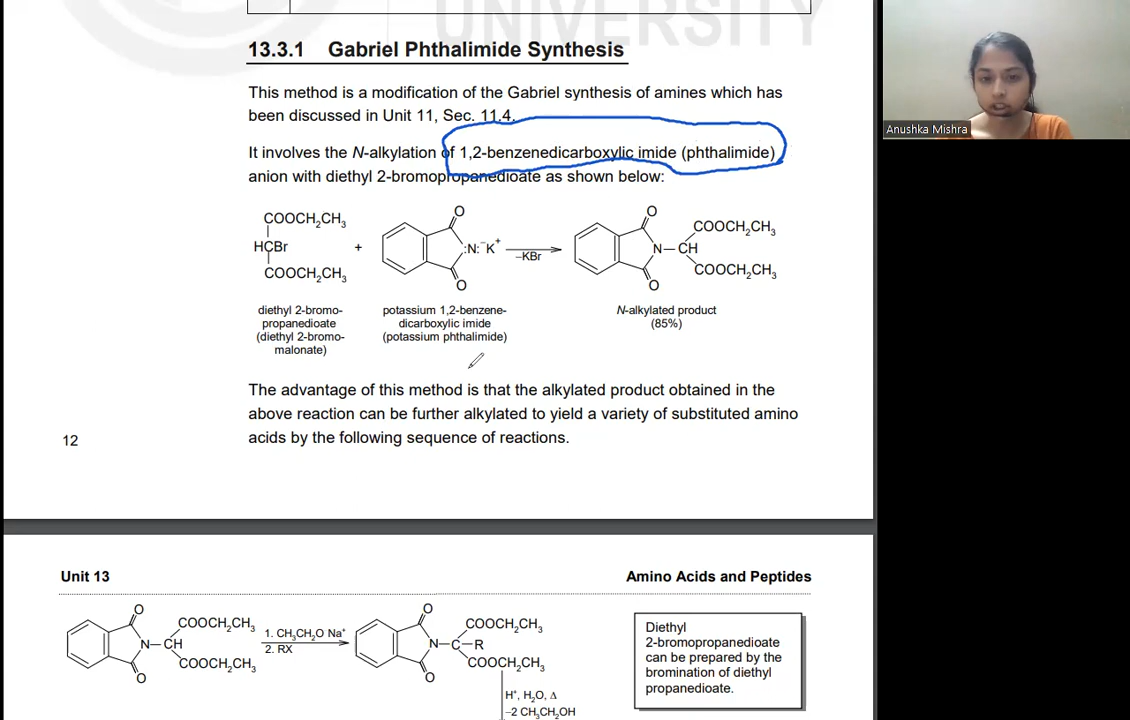 UNIVERSITY
13.3.1 Gabriel Phthalimide Synthesis
This method is a modification of the Gabriel synthesis of amines which has
been discussed in Unit 11, Sec. 11.4.
It involves the N-alkylation of 1,2-benzenedicarboxylic imide (phthalimide)
anion with diethyl 2-bromopropanedioate as shown below:
COOCH₂CH₃
HCBr
COOCH₂CH₃
+
O
:N:⁻K⁺
O
–KBr
O
N–CH
O
COOCH₂CH₃
COOCH₂CH₃
diethyl 2-bromo-
propanedioate
(diethyl 2-bromo-
malonate)
potassium 1,2-benzene-
dicarboxylic imide
(potassium phthalimide)
N-alkylated product
(85%)
The advantage of this method is that the alkylated product obtained in the
above reaction can be further alkylated to yield a variety of substituted amino
acids by the following sequence of reactions.
12
Unit 13
Amino Acids and Peptides
O
COOCH₂CH₃
N–CH
COOCH₂CH₃
O
1. CH₃CH₂O Na⁺
2. RX
O
COOCH₂CH₃
N–C–R
COOCH₂CH₃
O
H⁺, H₂O, Δ
–2 CH₃CH₂OH
Diethyl
2-bromopropanedioate
can be prepared by the
bromination of diethyl
propanedioate.
Anushka Mishra